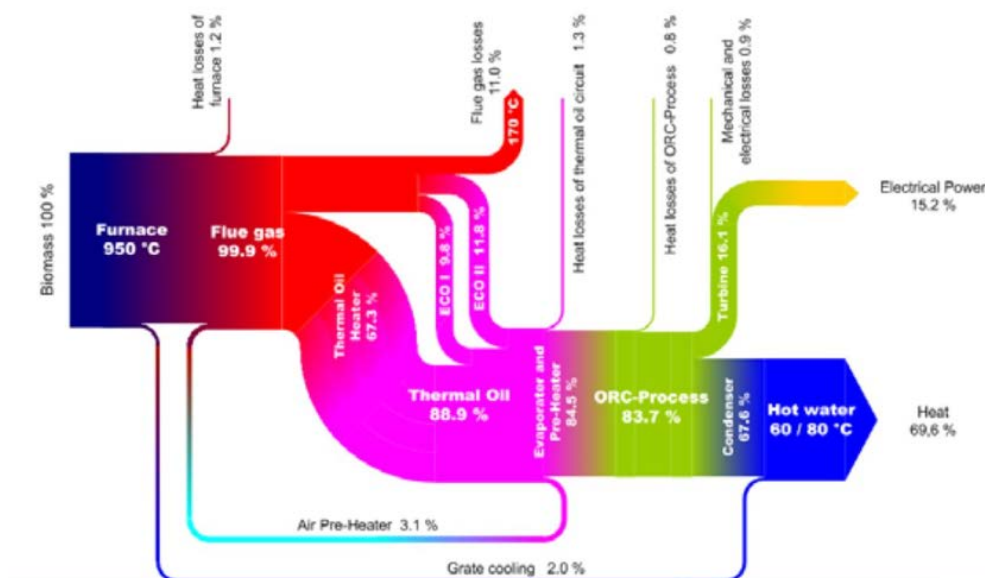 Heat losses of
furnace 1.2 %
Flue gas losses
11.0 %
Heat losses of thermal oil circuit 1.3 %
Heat losses of ORC-Process 0.8 %
Mechanical and
electrical losses 0.9 %
170 °C
Biomass 100 %
Furnace
950 °C
Flue gas
99.9 %
ECO I 9.8 %
ECO II 11.8 %
Turbine 16.1 %
Electrical Power
15.2 %
Thermal Oil
Heater
67.3 %
Thermal Oil
88.9 %
Evaporater and
Pre-Heater
84.5 %
ORC-Process
83.7 %
Condenser
67.6 %
Hot water
60 / 80 °C
Heat
69,6 %
Air Pre-Heater 3.1 %
Grate cooling 2.0 %